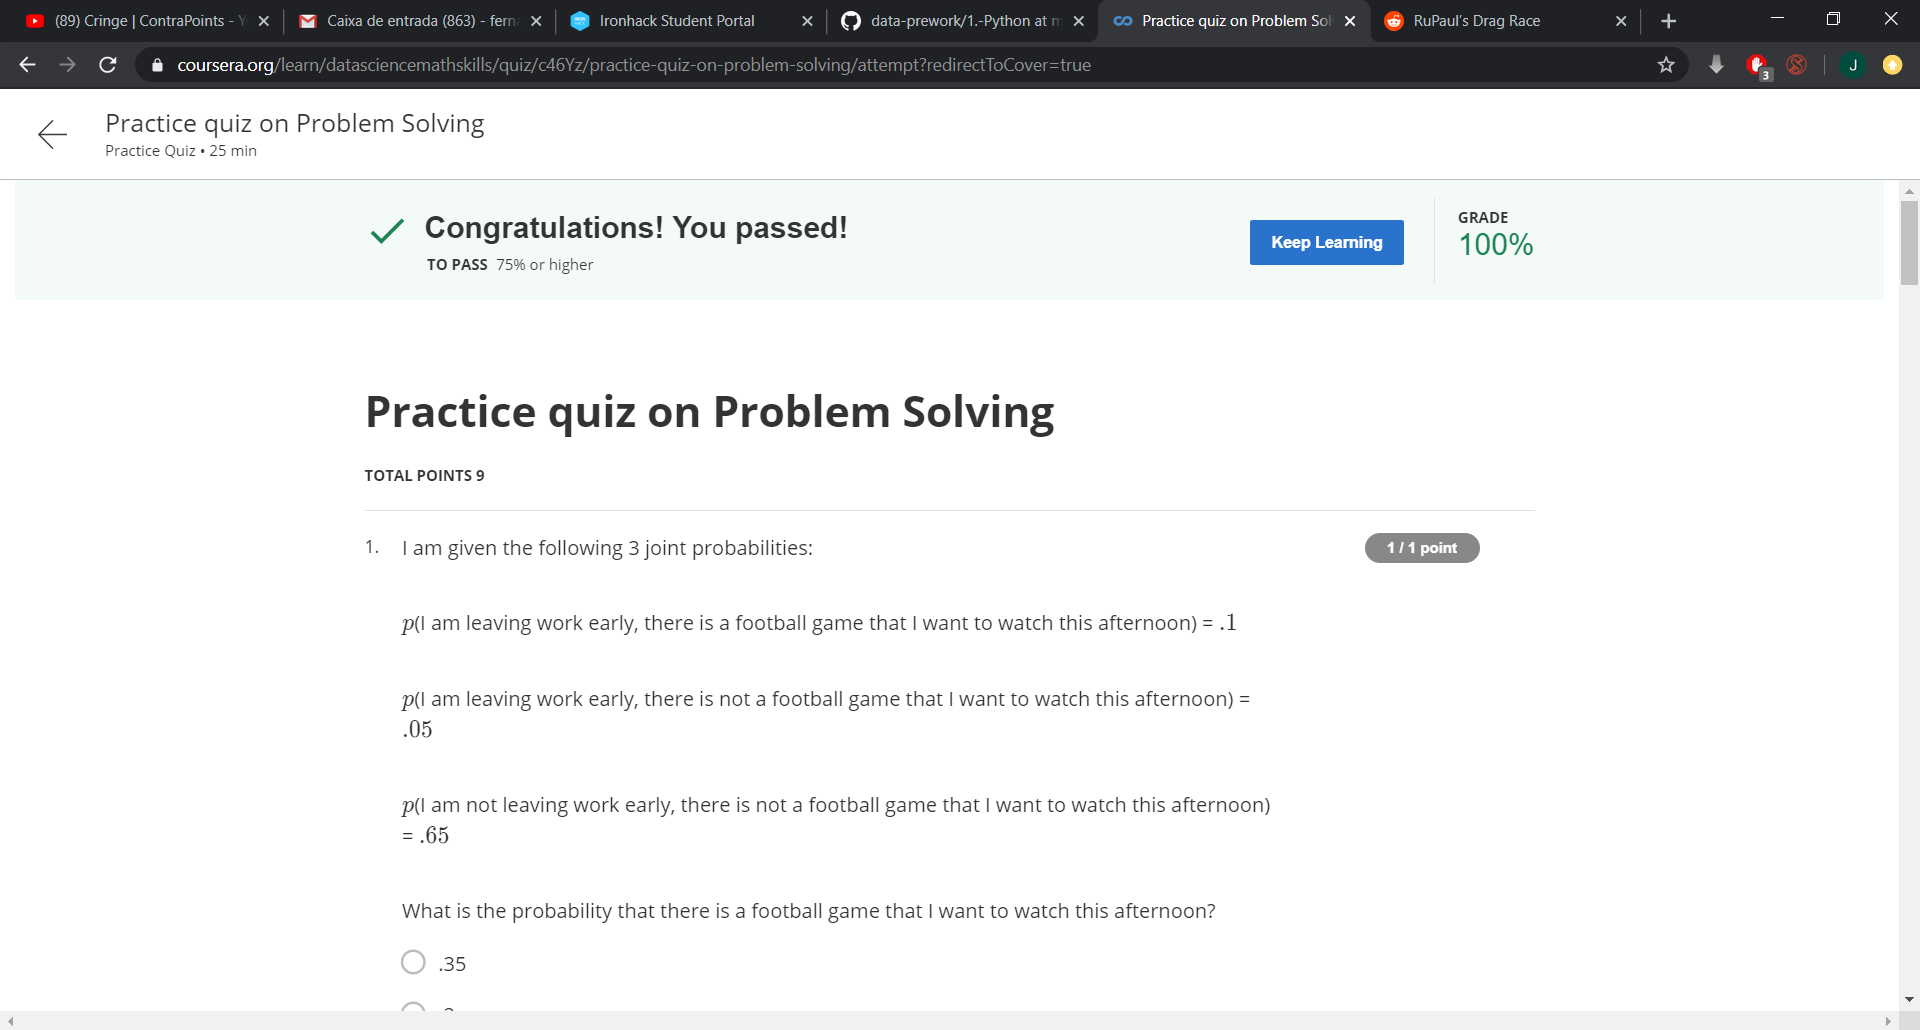 (89) Cringe | ContraPoints - Y
Caixa de entrada (863) - fern
Ironhack Student Portal
data-prework/1.-Python at m
Practice quiz on Problem Sol
RuPaul's Drag Race
coursera.org/learn/datasciencemathskills/quiz/c46Yz/practice-quiz-on-problem-solving/attempt?redirectToCover=true
3
J
Practice quiz on Problem Solving
Practice Quiz • 25 min
Congratulations! You passed!
TO PASS 75% or higher
Keep Learning
GRADE
100%
Practice quiz on Problem Solving
TOTAL POINTS 9
1. I am given the following 3 joint probabilities:
1 / 1 point
p(I am leaving work early, there is a football game that I want to watch this afternoon) = .1
p(I am leaving work early, there is not a football game that I want to watch this afternoon) =
.05
p(I am not leaving work early, there is not a football game that I want to watch this afternoon)
= .65
What is the probability that there is a football game that I want to watch this afternoon?
.35